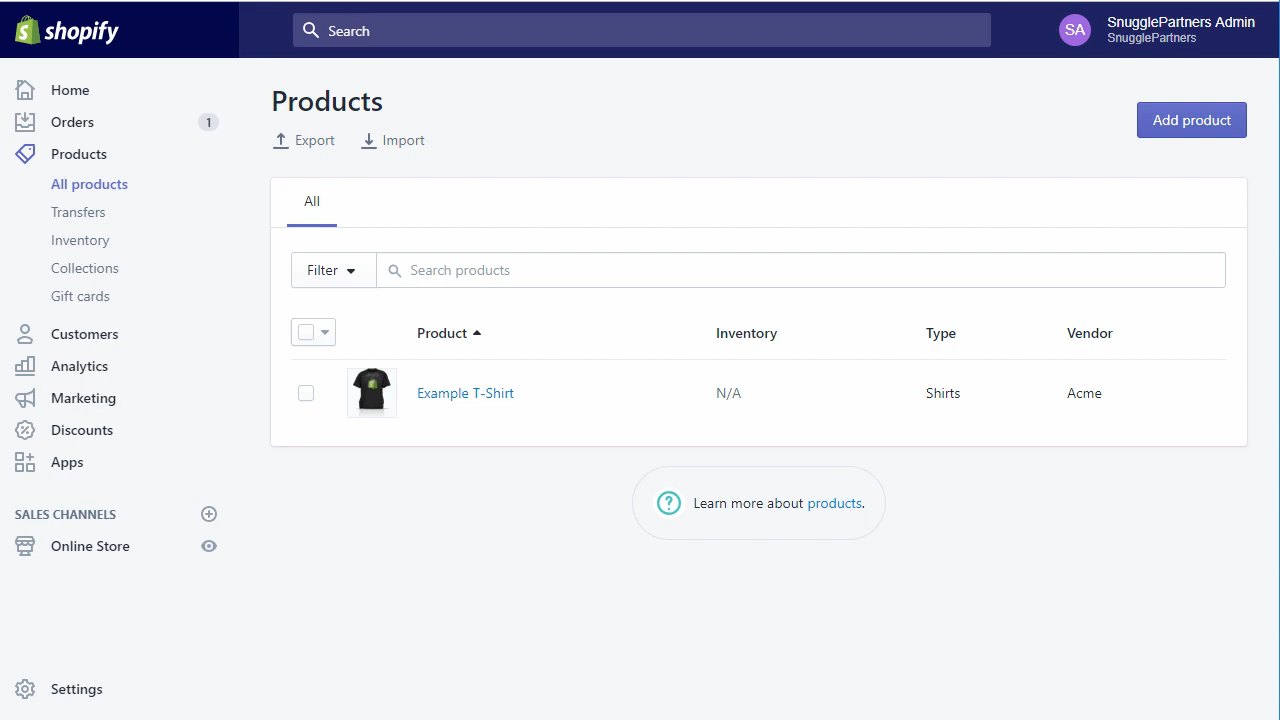 shopify
Search
SA
SnugglePartners Admin
SnugglePartners
Home
Orders
1
Products
All products
Transfers
Inventory
Collections
Gift cards
Customers
Analytics
Marketing
Discounts
Apps
SALES CHANNELS
Online Store
Settings
Products
Export
Import
Add product
All
Filter
Search products
Product
Inventory
Type
Vendor
Example T-Shirt
N/A
Shirts
Acme
Learn more about products.